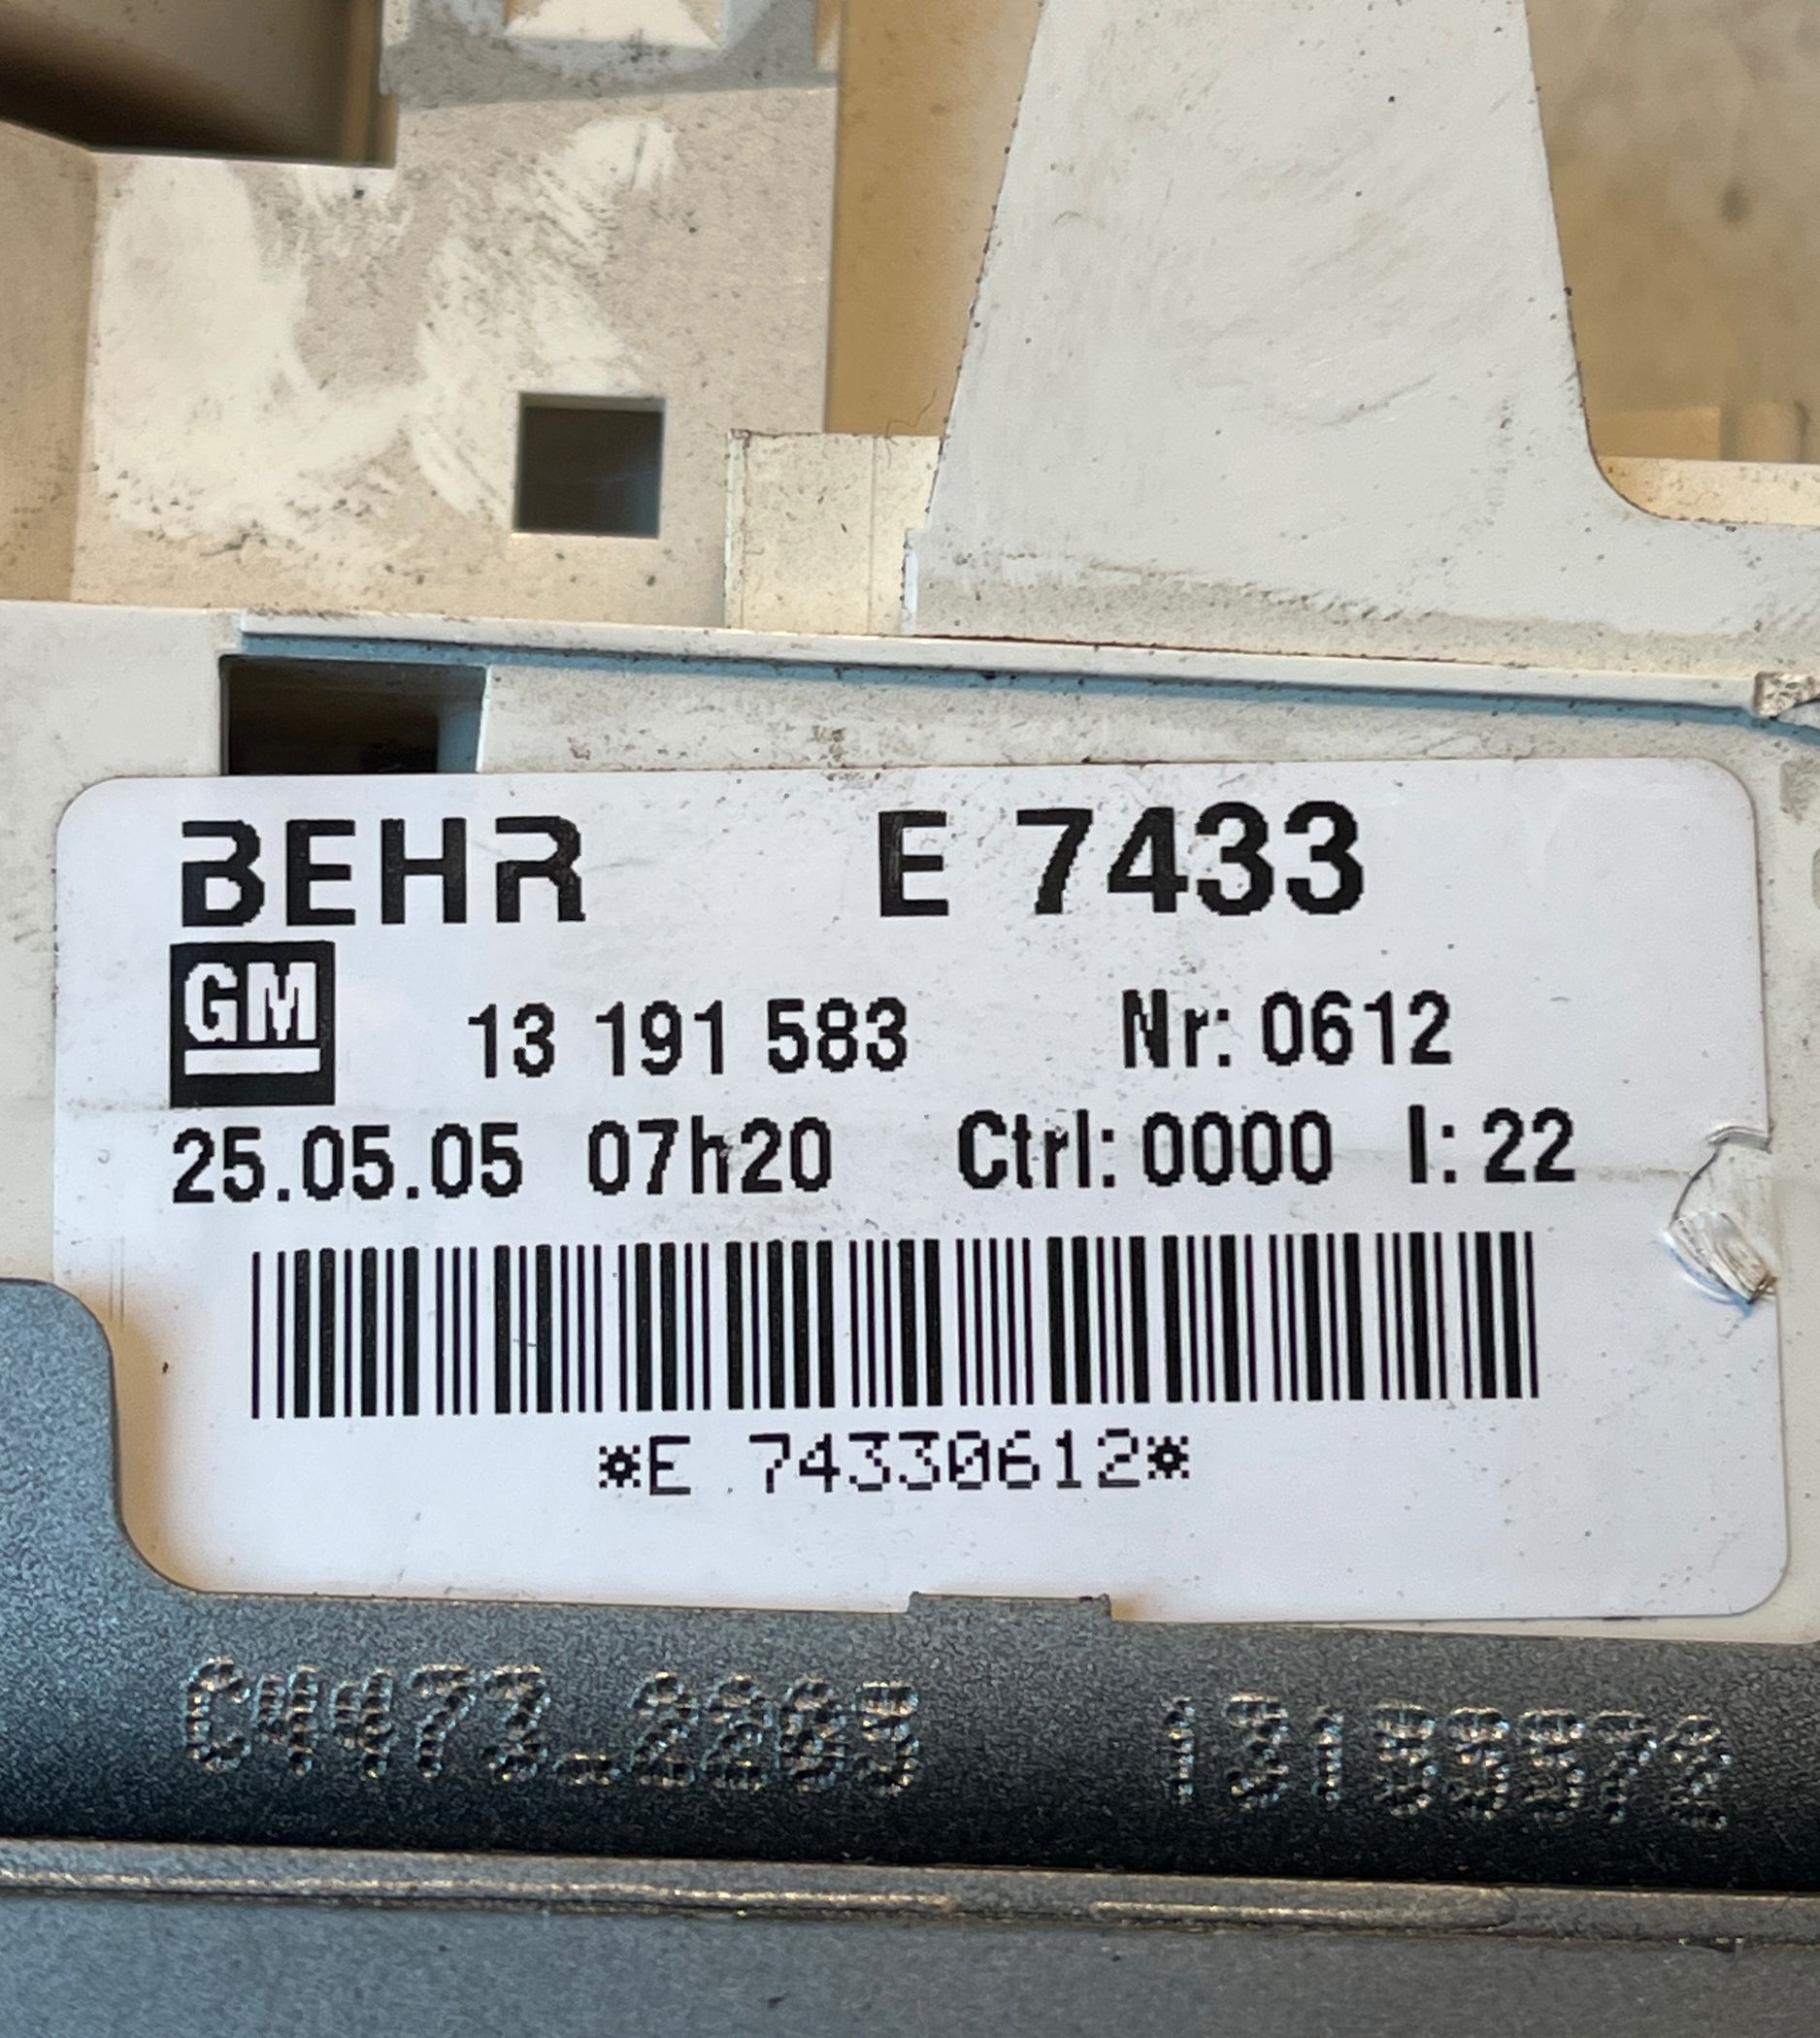 BEHR E 7433
GM 13 191 583 Nr: 0612
25.05.05 07h20 Ctrl: 0000 I: 22
*E 74330612*